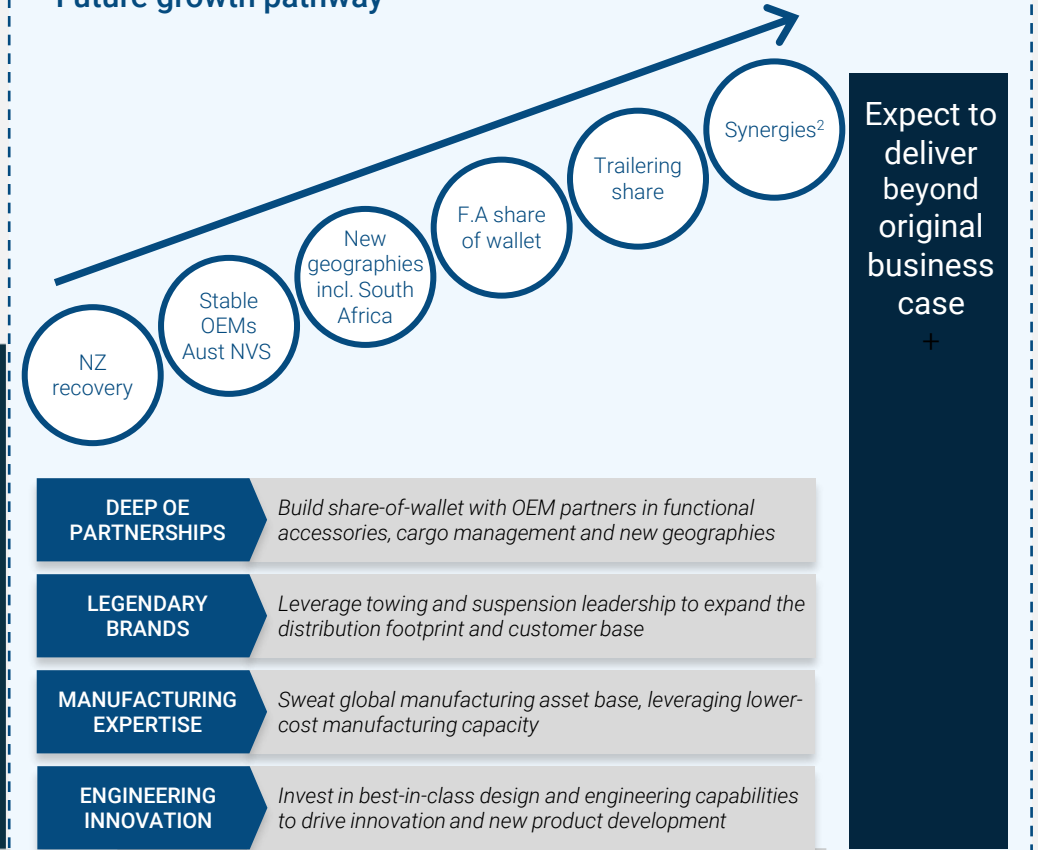 Future growth pathway
Synergies2
Trailering
share
F.A share
of wallet
New
geographies
incl. South
Africa
Stable
OEMs
Aust NVS
NZ
recovery
Expect to
deliver
beyond
original
business
case
+
DEEP OE
PARTNERSHIPS
Build share-of-wallet with OEM partners in functional
accessories, cargo management and new geographies
LEGENDARY
BRANDS
Leverage towing and suspension leadership to expand the
distribution footprint and customer base
MANUFACTURING
EXPERTISE
Sweat global manufacturing asset base, leveraging lower-
cost manufacturing capacity
ENGINEERING
INNOVATION
Invest in best-in-class design and engineering capabilities
to drive innovation and new product development